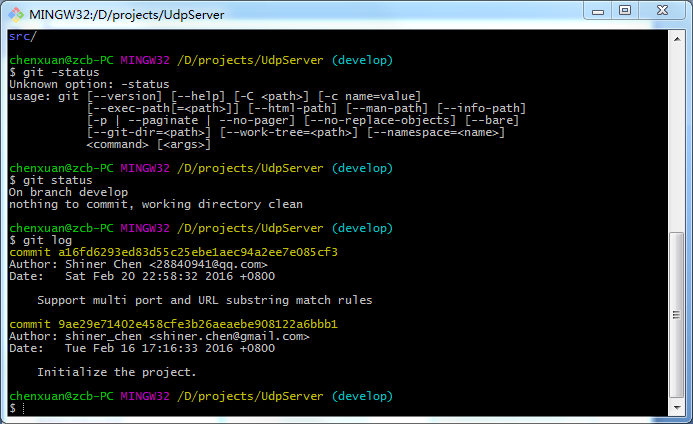 MINGW32:/D/projects/UdpServer
src/
chenxuan@zcb-PC MINGW32 /D/projects/UdpServer (develop)
$ git -status
Unknown option: -status
usage: git [--version] [--help] [-C <path>] [-c name=value]
           [--exec-path[=<path>]] [--html-path] [--man-path] [--info-path]
           [-p | --paginate | --no-pager] [--no-replace-objects] [--bare]
           [--git-dir=<path>] [--work-tree=<path>] [--namespace=<name>]
           <command> [<args>]
chenxuan@zcb-PC MINGW32 /D/projects/UdpServer (develop)
$ git status
On branch develop
nothing to commit, working directory clean
chenxuan@zcb-PC MINGW32 /D/projects/UdpServer (develop)
$ git log
commit a16fd6293ed83d55c25ebe1aec94a2ee7e085cf3
Author: Shiner Chen <28840941@qq.com>
Date:   Sat Feb 20 22:58:32 2016 +0800
    Support multi port and URL substring match rules
commit 9ae29e71402e458cfe3b26aeaebe908122a6bbb1
Author: shiner_chen <shiner.chen@gmail.com>
Date:   Tue Feb 16 17:16:33 2016 +0800
    Initialize the project.
chenxuan@zcb-PC MINGW32 /D/projects/UdpServer (develop)
$